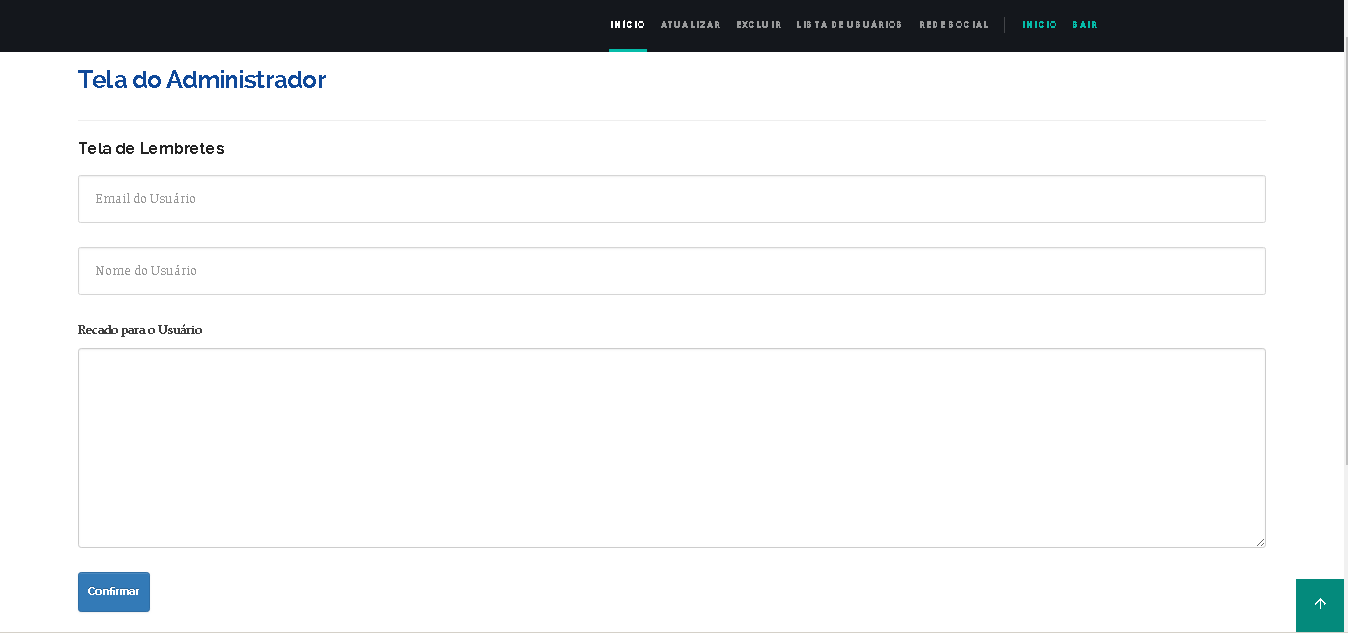 INÍCIO ATUALIZAR EXCLUIR LISTA DE USUÁRIOS REDE SOCIAL INICIO SAIR
Tela do Administrador
Tela de Lembretes
Email do Usuário
Nome do Usuário
Recado para o Usuário
Confirmar